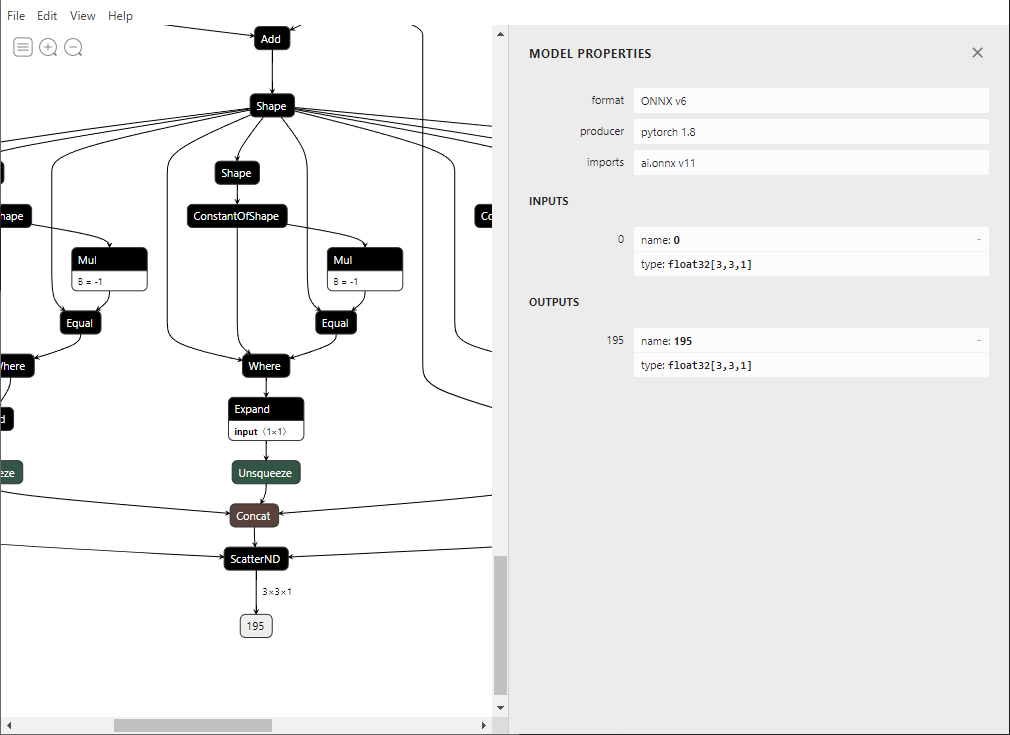 File Edit View Help
Add
Shape
Shape
hape
ConstantOfShape
Co
Mul
B = -1
Mul
B = -1
Equal
Equal
Where
Where
Expand
input ⟨1×1⟩
d
eze
Unsqueeze
Concat
ScatterND
3×3×1
195
MODEL PROPERTIES
format ONNX v6
producer pytorch 1.8
imports ai.onnx v11
INPUTS
0 name: 0 -
type: float32[3,3,1]
OUTPUTS
195 name: 195 -
type: float32[3,3,1]